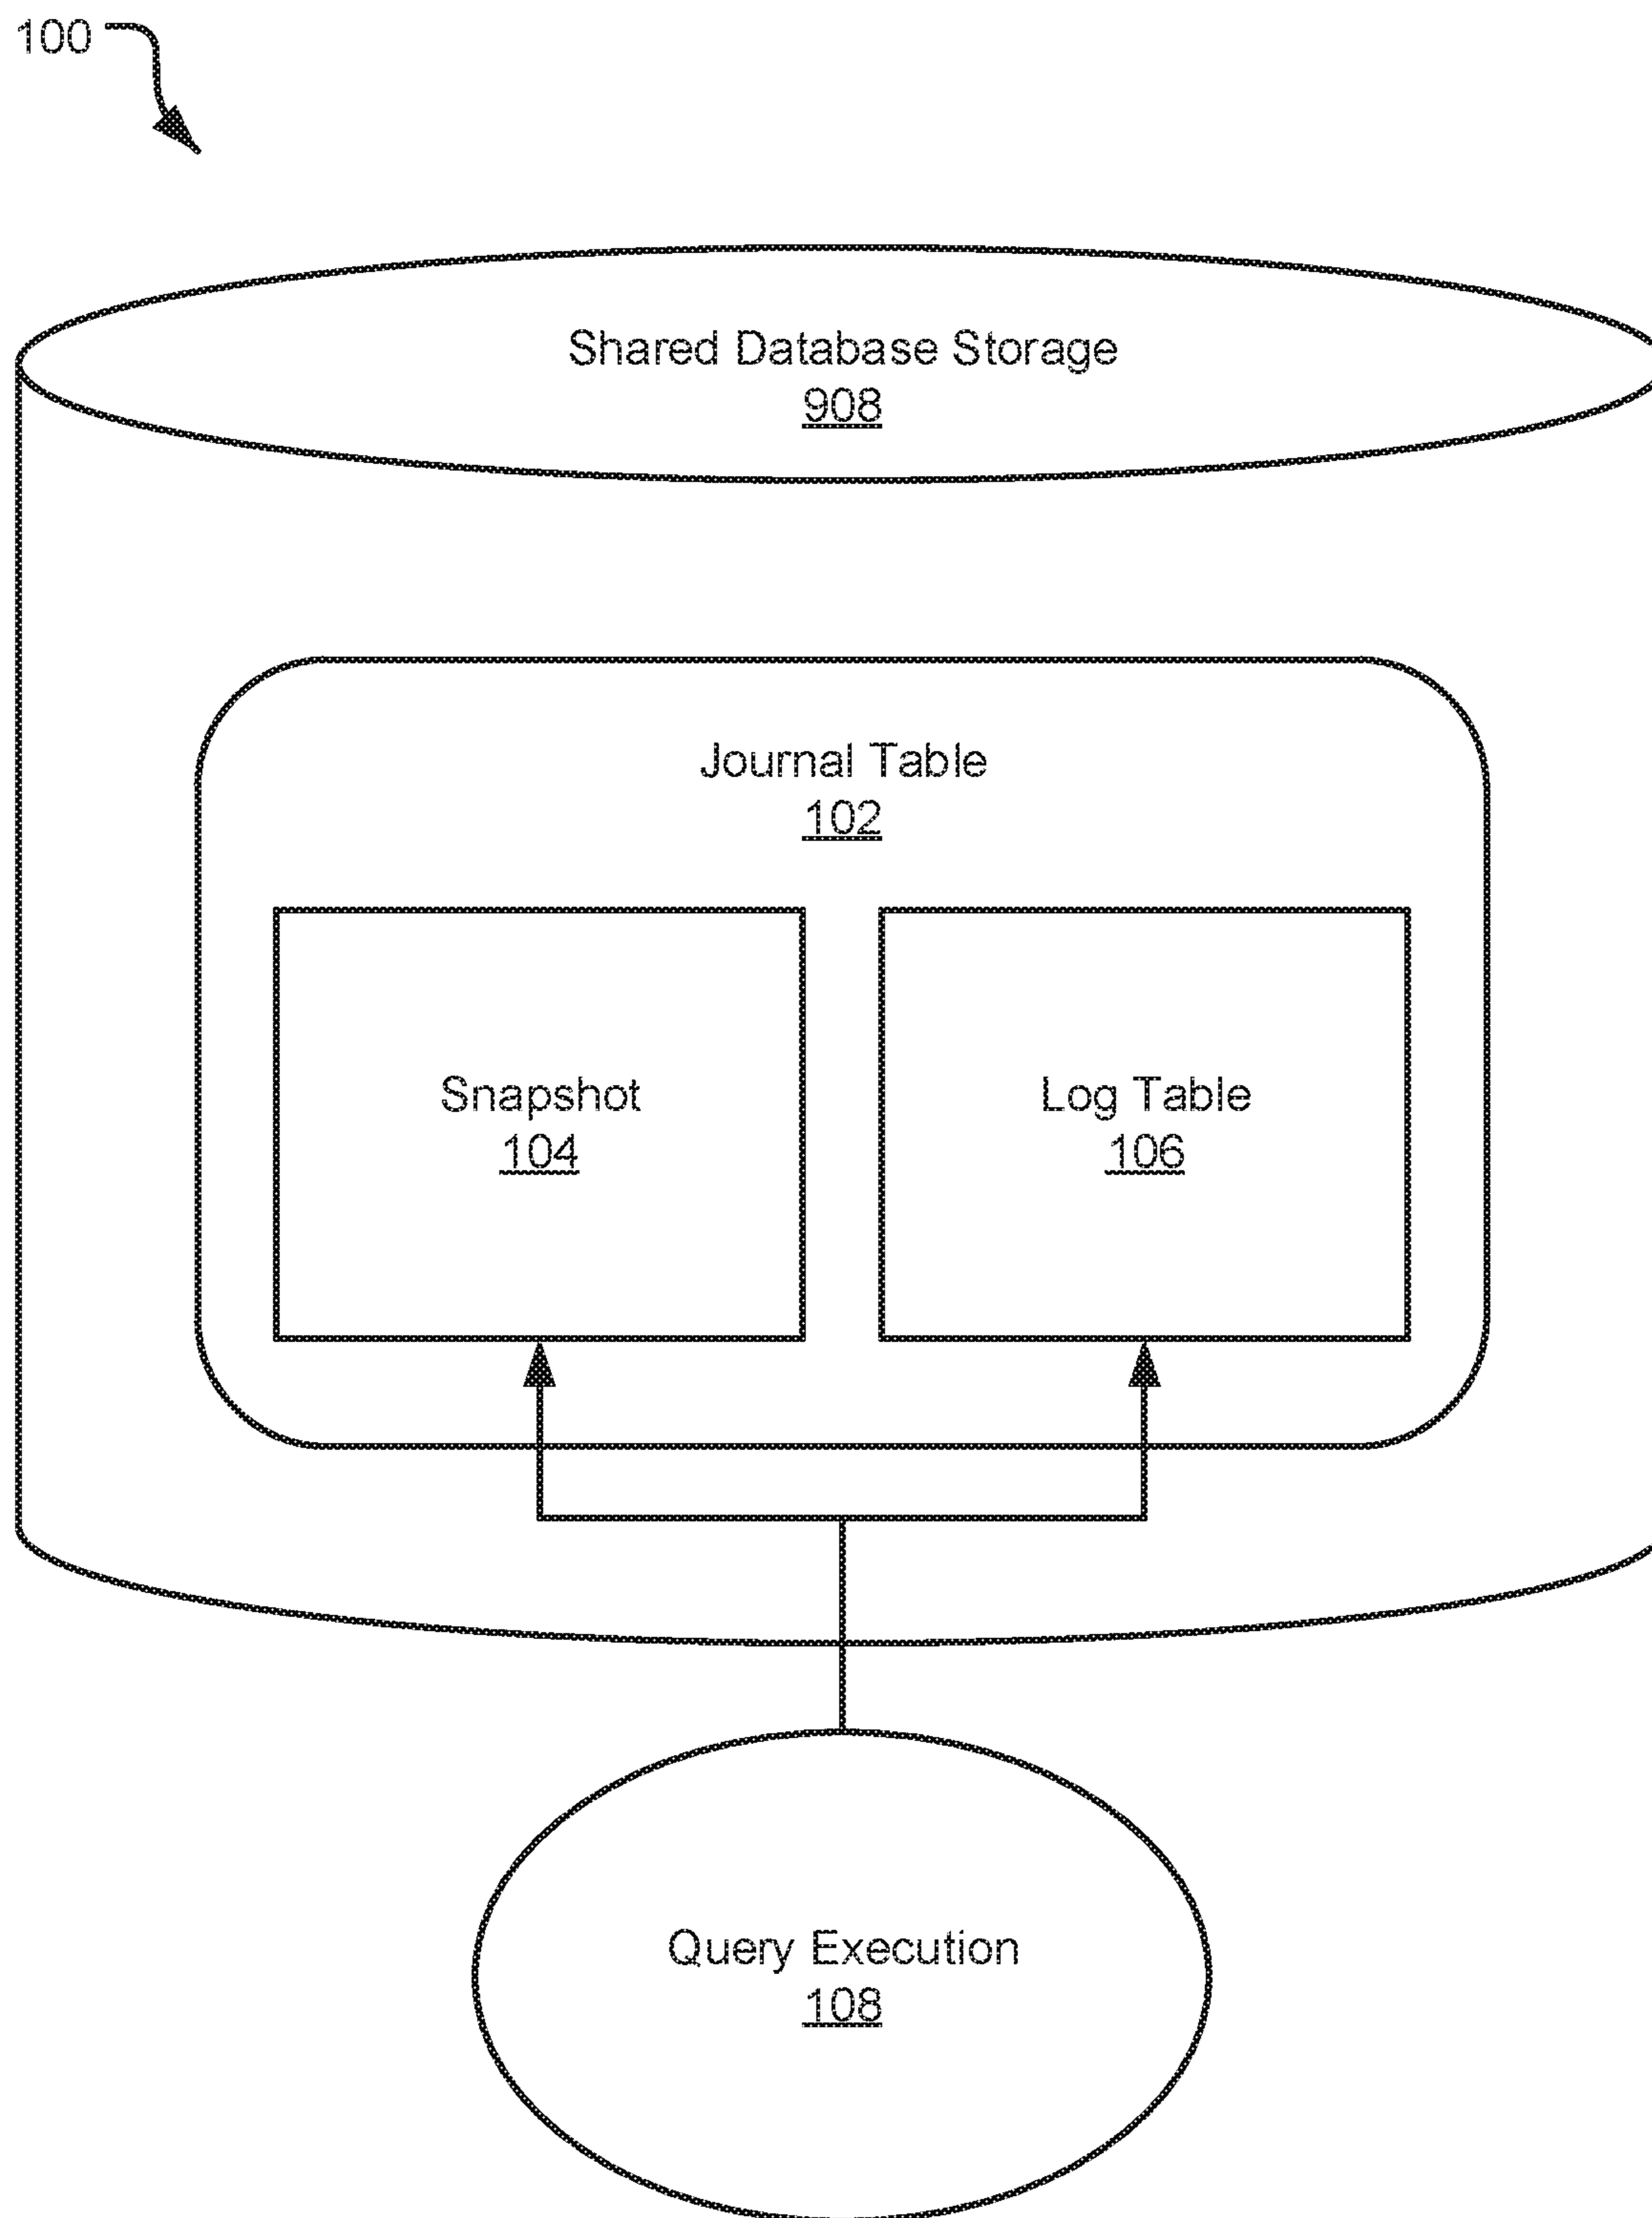 100
Shared Database Storage
908
Journal Table
102
Snapshot
104
Log Table
106
Query Execution
108